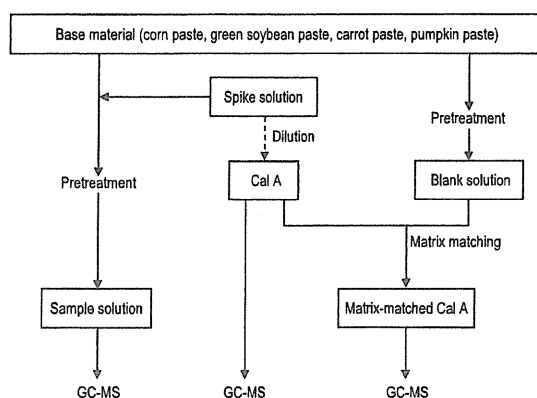 Base material (corn paste, green soybean paste, carrot paste, pumpkin paste)
Spike solution
Dilution
Pretreatment
Pretreatment
Cal A
Blank solution
Matrix matching
Sample solution
Matrix-matched Cal A
GC-MS
GC-MS
GC-MS